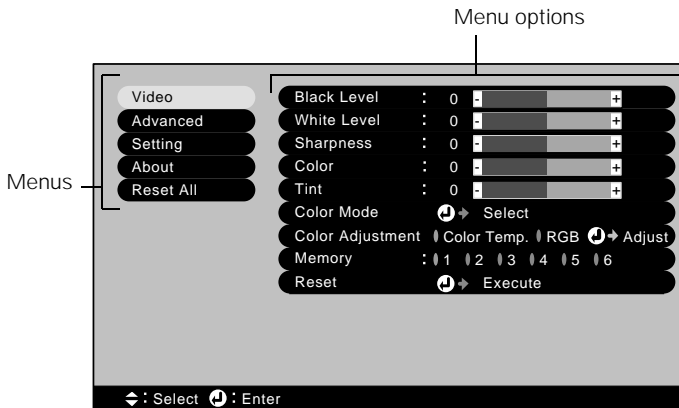 Menu options
Menus
Video
Advanced
Setting
About
Reset All
Black Level : 0 - +
White Level : 0 - +
Sharpness : 0 - +
Color : 0 - +
Tint : 0 - +
Color Mode Select
Color Adjustment Color Temp. RGB Adjust
Memory : 1 2 3 4 5 6
Reset Execute
: Select : Enter